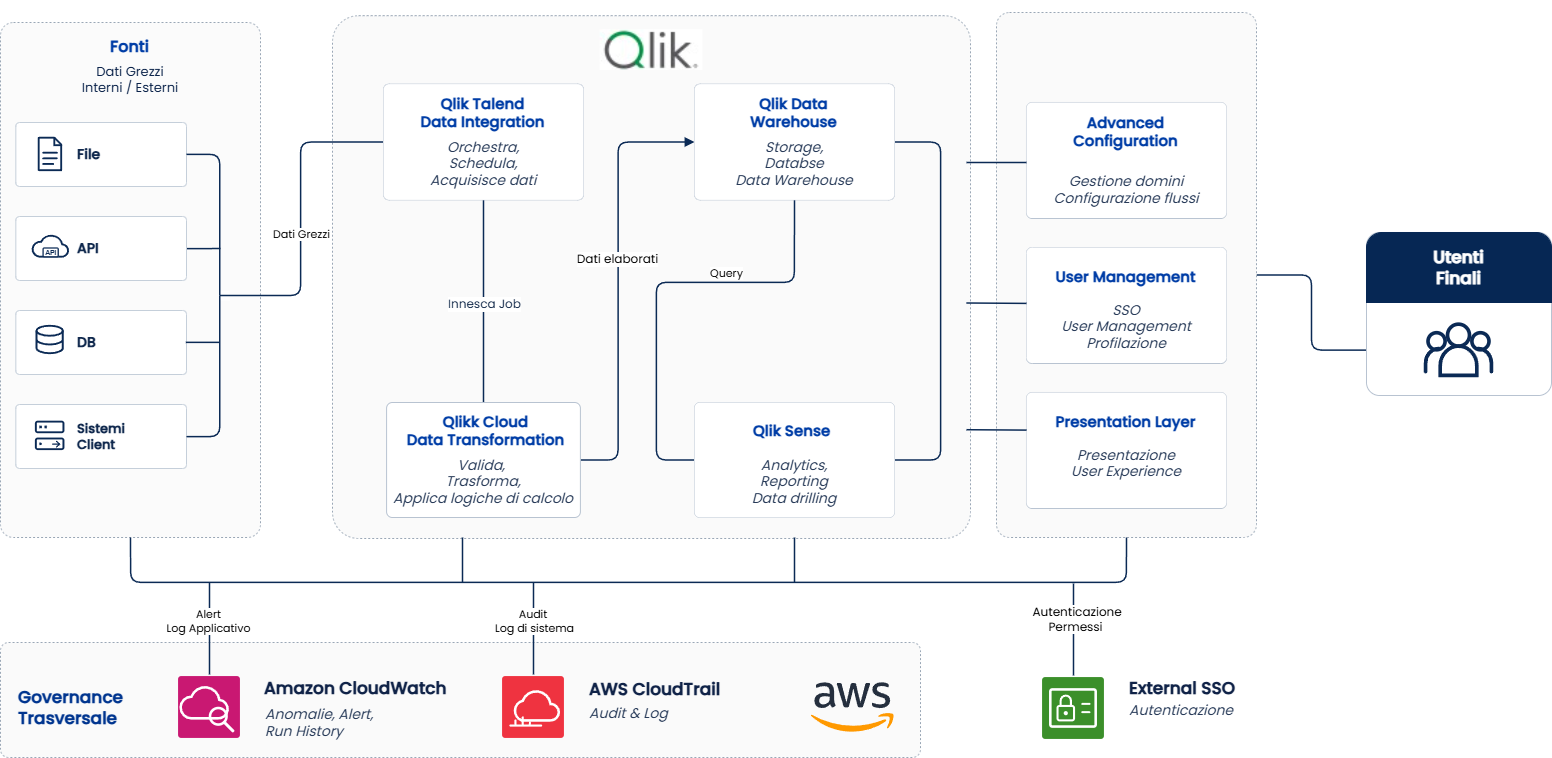 Fonti
Dati Grezzi
Interni / Esterni
File
API
API
DB
Sistemi
Client
Dati Grezzi
Qlik
Qlik Talend
Data Integration
Orchestra,
Schedula,
Acquisisce dati
Innesca Job
Qlikk Cloud
Data Transformation
Valida,
Trasforma,
Applica logiche di calcolo
Dati elaborati
Qlik Data
Warehouse
Storage,
Databse
Data Warehouse
Query
Qlik Sense
Analytics,
Reporting
Data drilling
Advanced
Configuration
Gestione domini
Configurazione flussi
User Management
SSO
User Management
Profilazione
Presentation Layer
Presentazione
User Experience
Utenti
Finali
Alert
Log Applicativo
Audit
Log di sistema
Autenticazione
Permessi
Governance
Trasversale
Amazon CloudWatch
Anomalie, Alert,
Run History
AWS CloudTrail
Audit & Log
aws
External SSO
Autenticazione